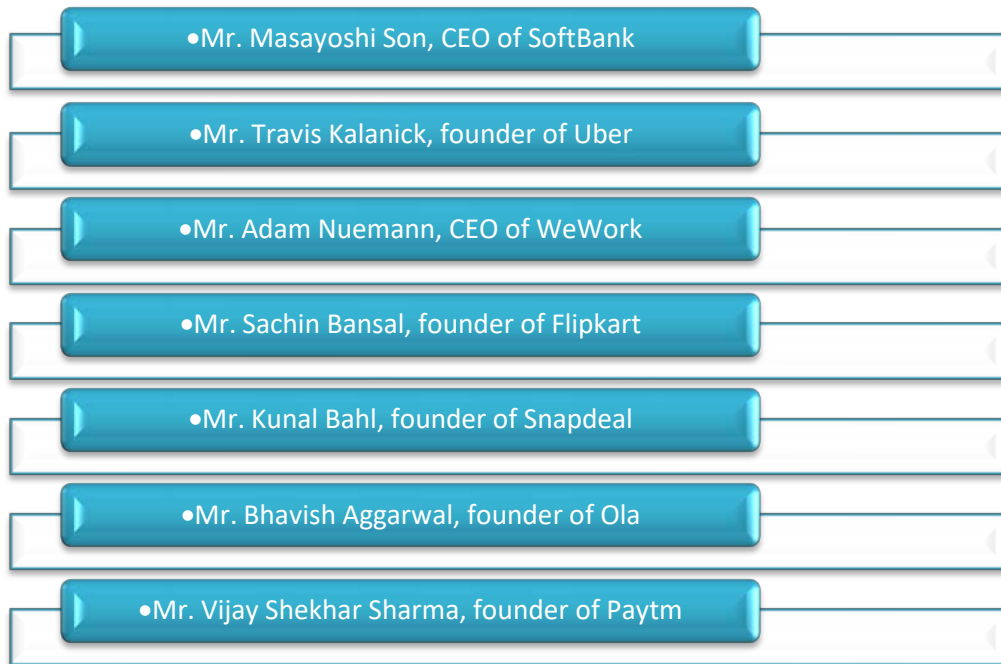 •Mr. Masayoshi Son, CEO of SoftBank
•Mr. Travis Kalanick, founder of Uber
•Mr. Adam Nuemann, CEO of WeWork
•Mr. Sachin Bansal, founder of Flipkart
•Mr. Kunal Bahl, founder of Snapdeal
•Mr. Bhavish Aggarwal, founder of Ola
•Mr. Vijay Shekhar Sharma, founder of Paytm